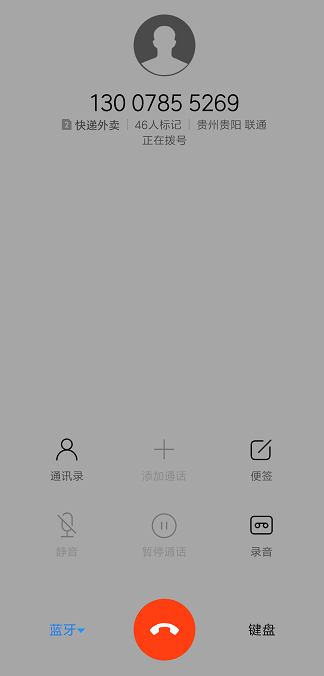 130 0785 5269
2 快递外卖 | 46人标记 | 贵州贵阳 联通
正在拨号
通讯录 添加通话 便签
静音 暂停通话 录音
蓝牙 键盘